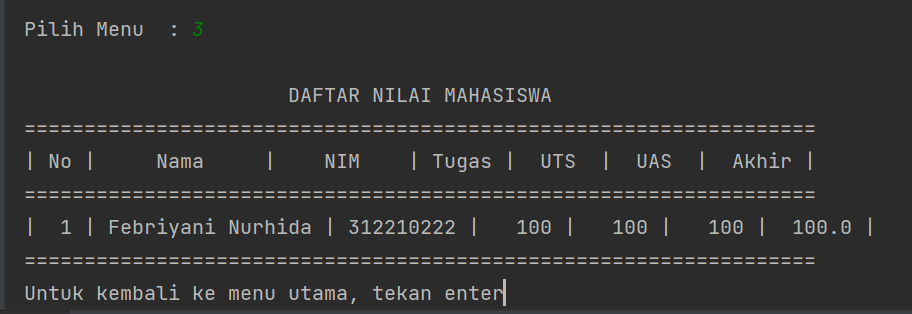 Pilih Menu  : 3
DAFTAR NILAI MAHASISWA
==================================================================
| No |     Nama     |    NIM    | Tugas |  UTS  |  UAS  |  Akhir |
==================================================================
|  1 | Febriyani Nurhida | 312210222 |   100 |   100 |   100 |  100.0 |
==================================================================
Untuk kembali ke menu utama, tekan enter